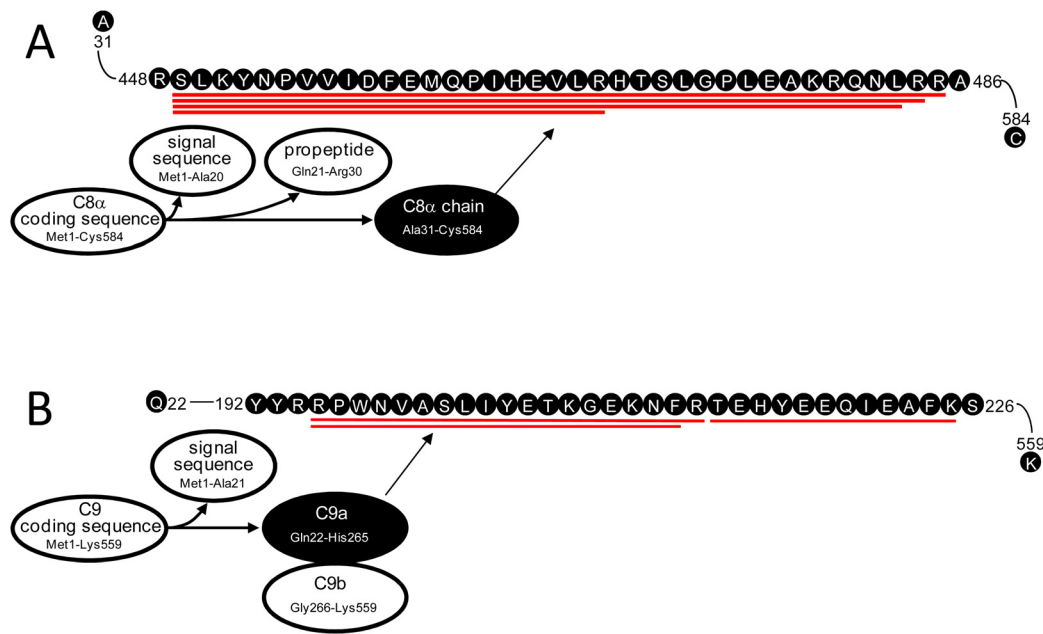 A
A
31
448 RSLKYNPVVIDFEMQPIHEVLRHTSLGPLEAKRQNLRRA 486
584
C
signal
sequence
Met1-Ala20
propeptide
Gln21-Arg30
C8α
coding sequence
Met1-Cys584
C8α chain
Ala31-Cys584
B
Q 22 192 YYRRPWNVASLIYETKGEKNFRTEHYEEQIEAFKS 226
559
K
signal
sequence
Met1-Ala21
C9
coding sequence
Met1-Lys559
C9a
Gln22-His265
C9b
Gly266-Lys559